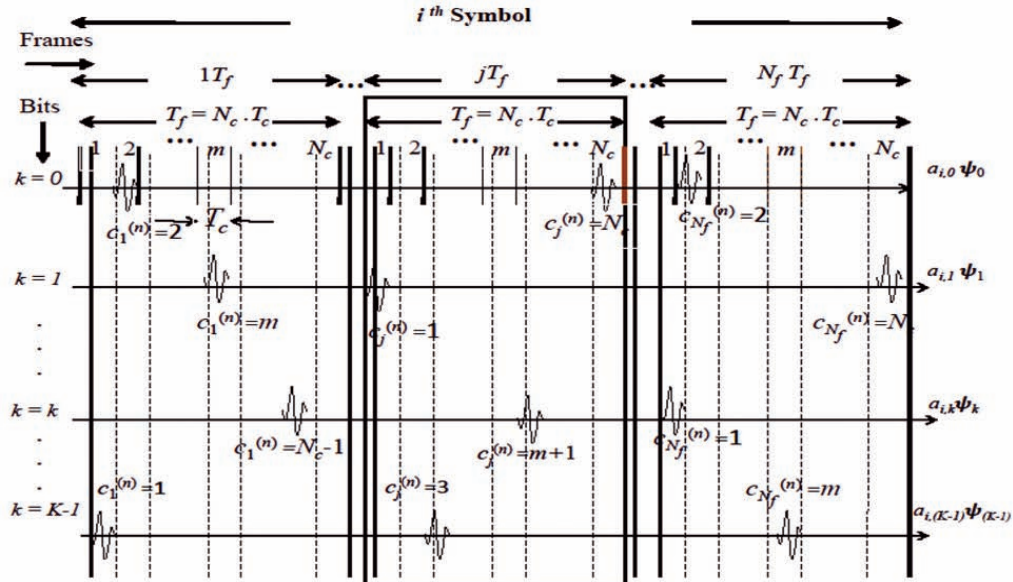 i th Symbol
Frames
1T_f ... jT_f ... N_f T_f
Bits
T_f = N_c . T_c T_f = N_c . T_c T_f = N_c . T_c
1 2 ... m ... N_c 1 2 ... m ... N_c 1 2 ... m ... N_c
k = 0 a_{i,0} ψ_0
c_1^{(n)}=2 T_c c_j^{(n)}=N_c c_{N_f}^{(n)}=2
k = 1 a_{i,1} ψ_1
c_1^{(n)}=m c_j^{(n)}=1 c_{N_f}^{(n)}=N
.
.
.
k = k a_{i,k} ψ_k
c_1^{(n)}=N_c-1 c_j^{(n)}=m+1 c_{N_f}^{(n)}=1
.
.
.
c_1^{(n)}=1 c_j^{(n)}=3 c_{N_f}^{(n)}=m
k = K-1 a_{i,(K-1)} ψ_{(K-1)}